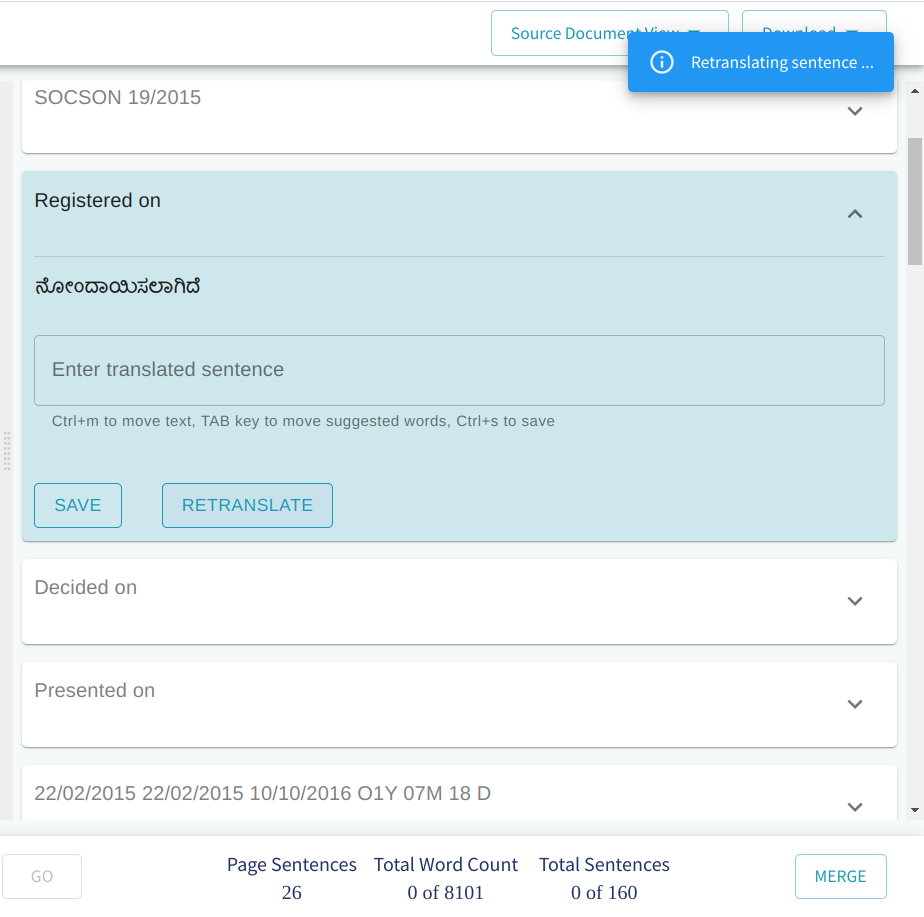 Source Document View
Download
Retranslating sentence ...
SOCSON 19/2015
Registered on
ನೋಂದಾಯಿಸಲಾಗಿದೆ
Enter translated sentence
Ctrl+m to move text, TAB key to move suggested words, Ctrl+s to save
SAVE RETRANSLATE
Decided on
Presented on
22/02/2015 22/02/2015 10/10/2016 O1Y 07M 18 D
GO
Page Sentences Total Word Count Total Sentences
26 0 of 8101 0 of 160
MERGE